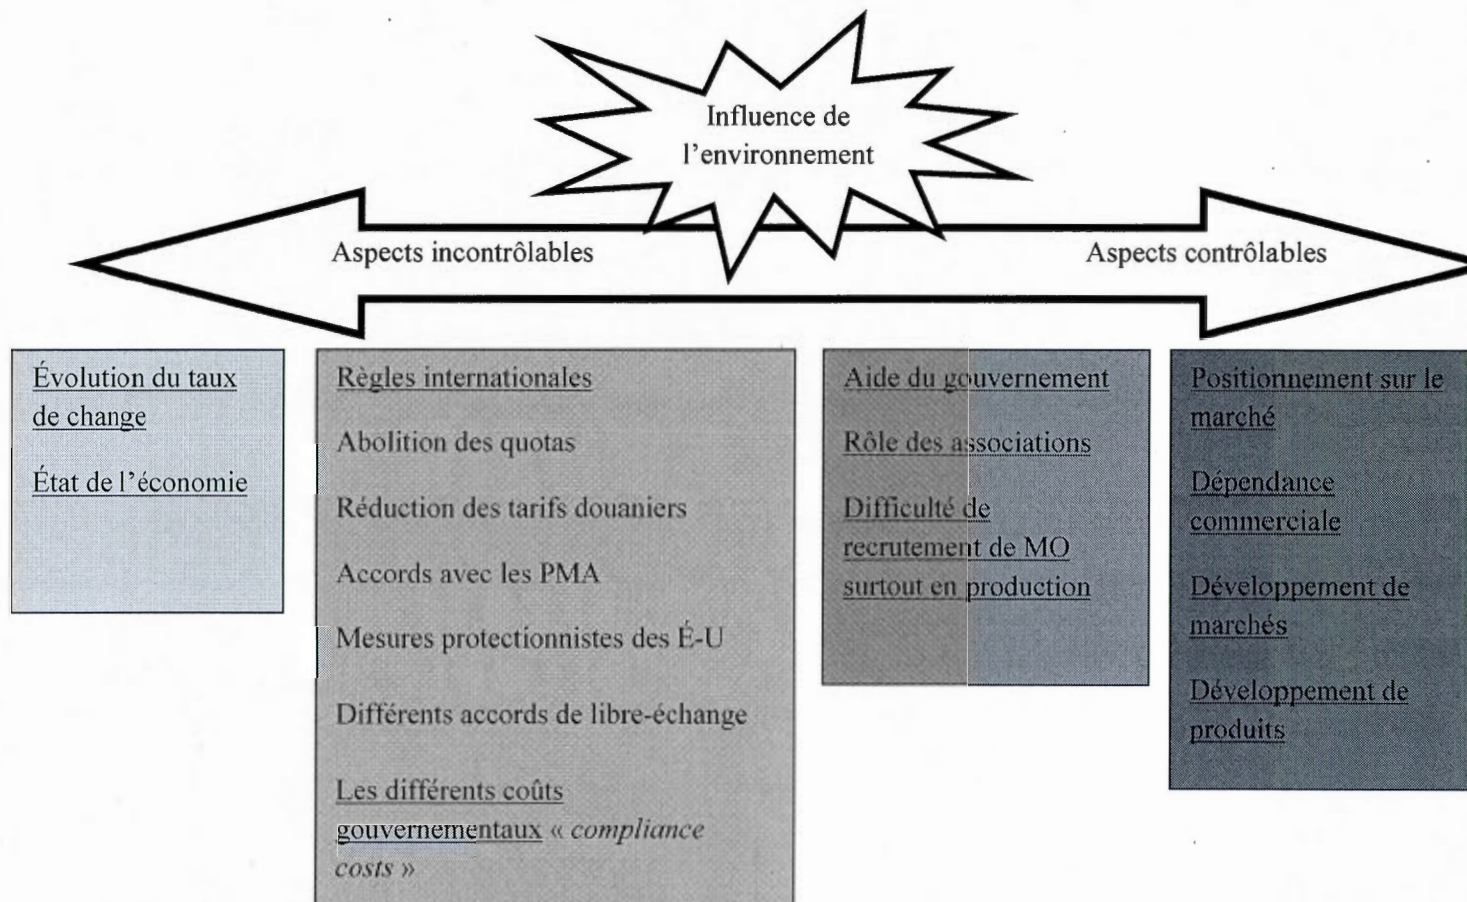 Influence de
l'environnement
Aspects incontrôlables
Aspects contrôlables
Évolution du taux
de change
État de l'économie
Règles internationales
Abolition des quotas
Réduction des tarifs douaniers
Accords avec les PMA
Mesures protectionnistes des É-U
Différents accords de libre-échange
Les différents coûts
gouvernementaux « compliance
costs »
Aide du gouvernement
Rôle des associations
Difficulté de
recrutement de MO
surtout en production
Positionnement sur le
marché
Dépendance
commerciale
Développement de
marchés
Développement de
produits